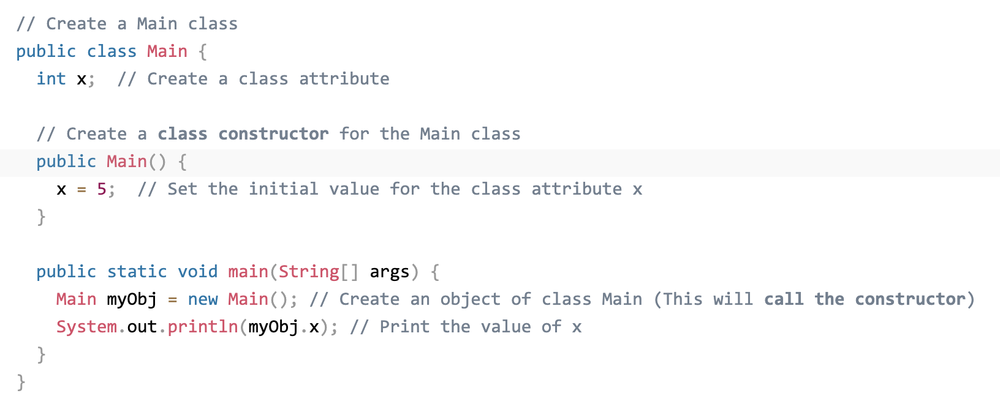 // Create a Main class
public class Main {
  int x;  // Create a class attribute

  // Create a class constructor for the Main class
  public Main() {
    x = 5;  // Set the initial value for the class attribute x
  }

  public static void main(String[] args) {
    Main myObj = new Main(); // Create an object of class Main (This will call the constructor)
    System.out.println(myObj.x); // Print the value of x
  }
}